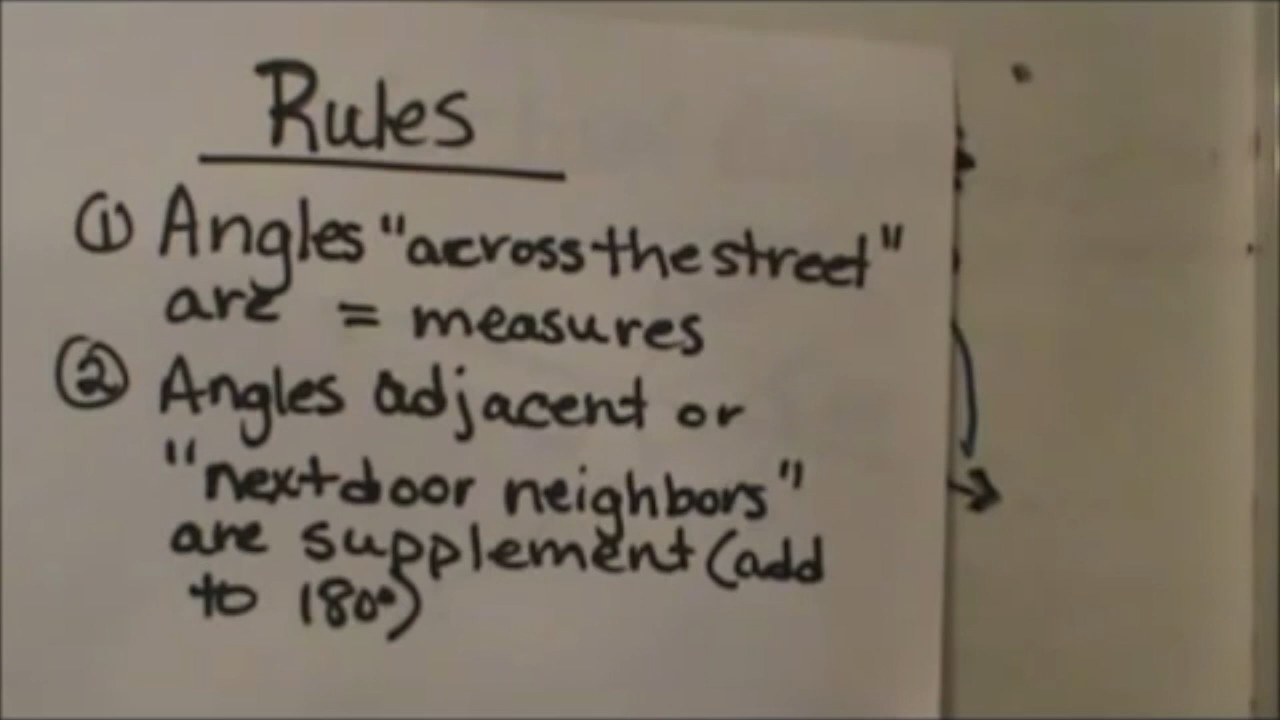 Rules
① Angles "across the street"
are = measures
② Angles adjacent or
"next door neighbors"
are supplement (add
to 180°)